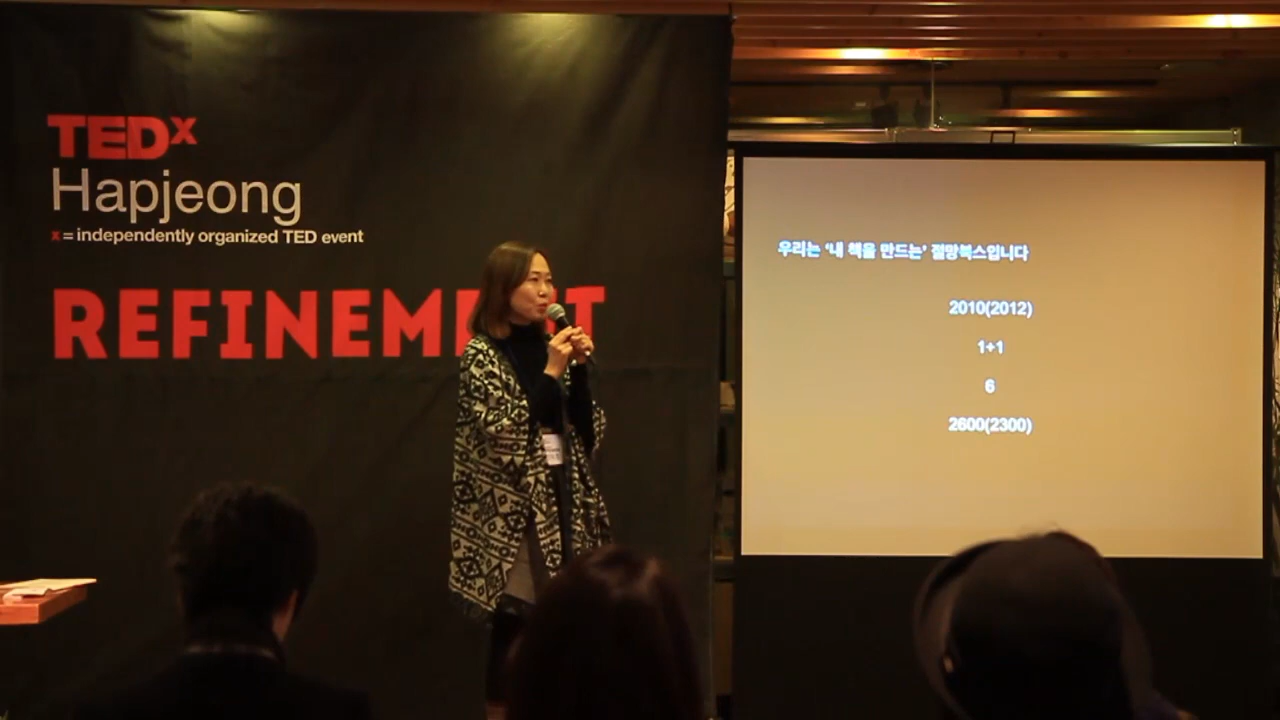 TEDx
Hapjeong
x = independently organized TED event
REFINEMENT
우리는 ‘내 책을 만드는’ 절망북스입니다
2010(2012)
1+1
6
2600(2300)